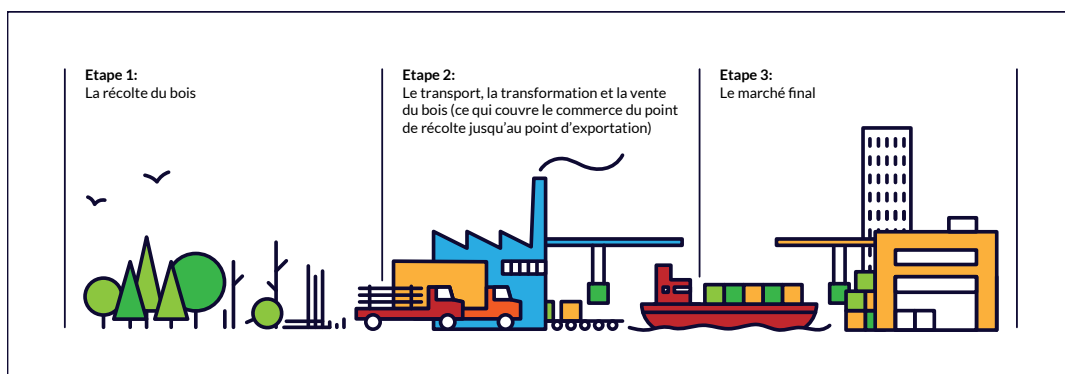 Etape 1:
La récolte du bois
Etape 2:
Le transport, la transformation et la vente
du bois (ce qui couvre le commerce du point
de récolte jusqu'au point d'exportation)
Etape 3:
Le marché final